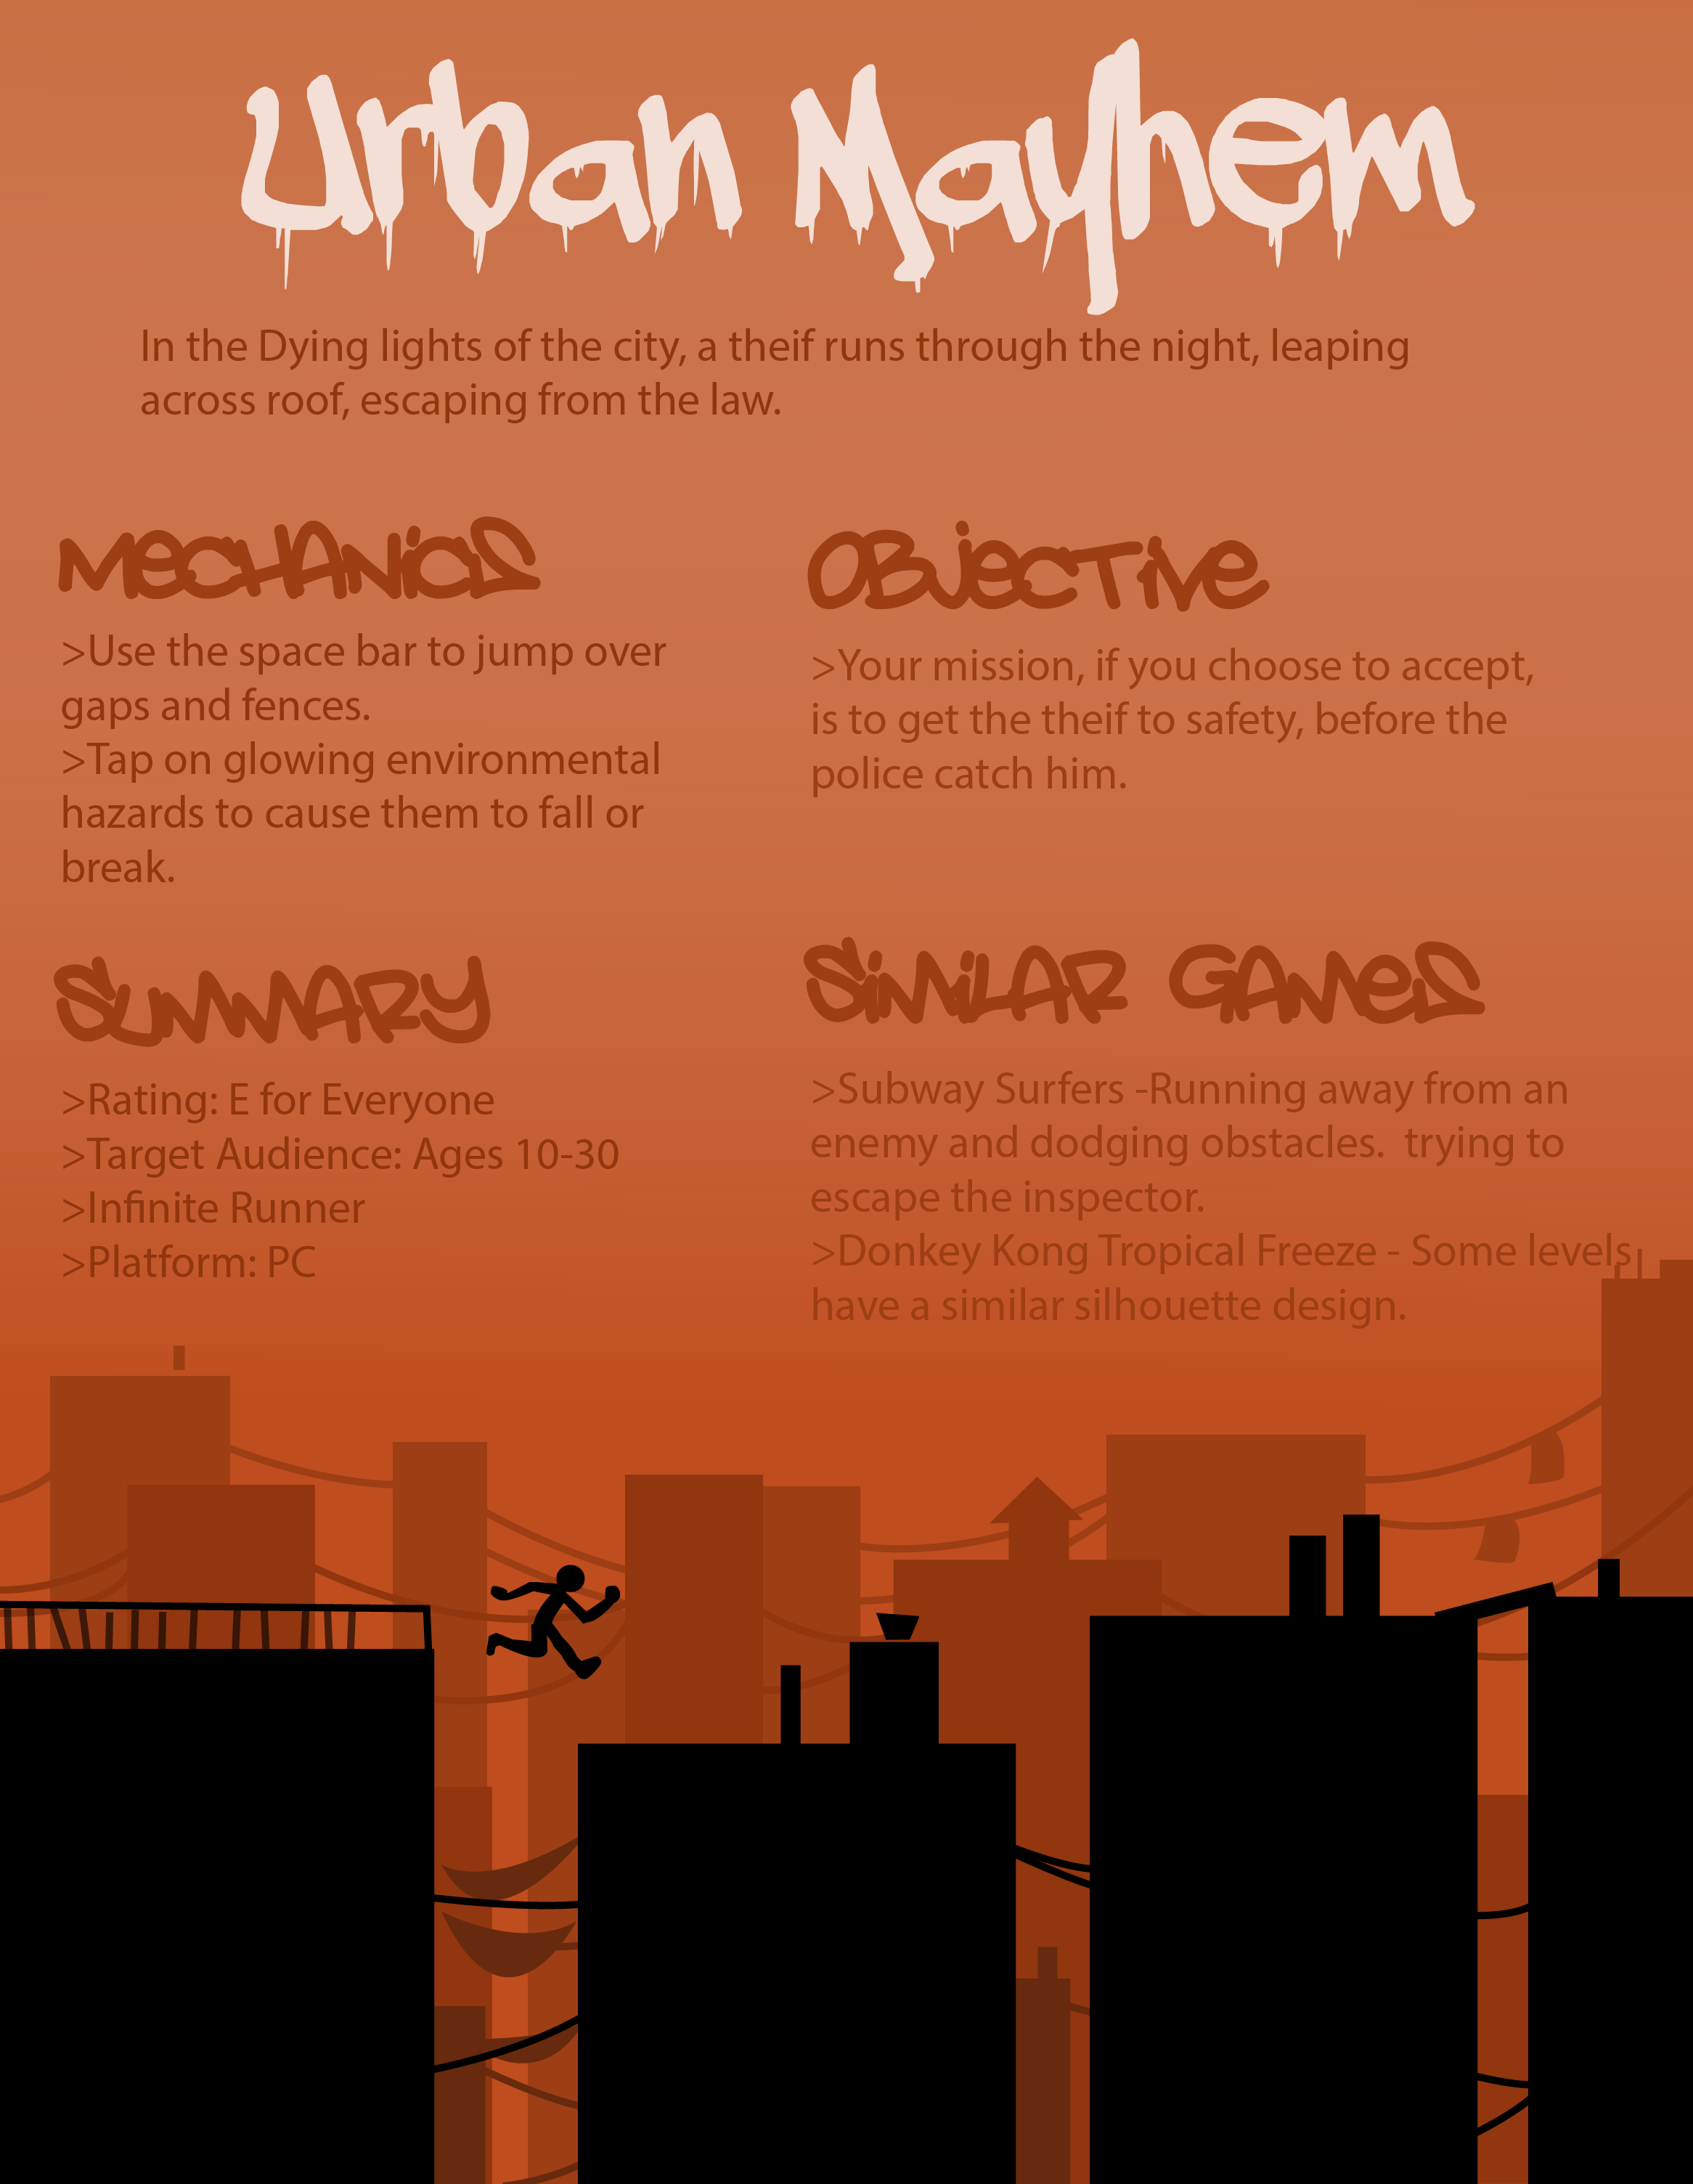 Urban Mayhem
In the Dying lights of the city, a theif runs through the night, leaping
across roof, escaping from the law.
Mechanics
>Use the space bar to jump over
gaps and fences.
>Tap on glowing environmental
hazards to cause them to fall or
break.
Objective
>Your mission, if you choose to accept,
is to get the theif to safety, before the
police catch him.
Summary
>Rating: E for Everyone
>Target Audience: Ages 10-30
>Infinite Runner
>Platform: PC
Similar Games
>Subway Surfers -Running away from an
enemy and dodging obstacles.  trying to
escape the inspector.
>Donkey Kong Tropical Freeze - Some levels
have a similar silhouette design.